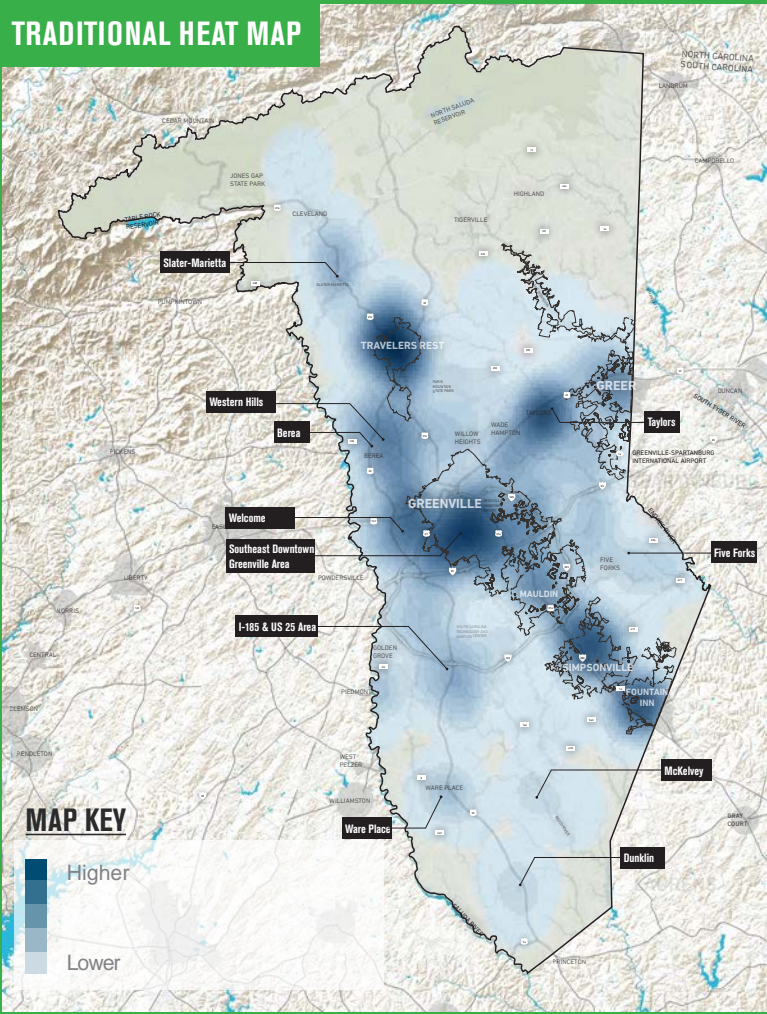 TRADITIONAL HEAT MAP
NORTH CAROLINA
SOUTH CAROLINA
LANDRUM
NORTH SALUDA
RESERVOIR
CEDAR MOUNTAIN
CAMPOBELLO
JONES GAP
STATE PARK
HIGHLAND
CLEVELAND
TABLE ROCK
RESERVOIR
TIGERVILLE
Slater-Marietta
SLATER-MARIETTA
PUMPKINTOWN
TRAVELERS REST
PARIS
MOUNTAIN
STATE PARK
GREER
DUNCAN
Western Hills
SOUTH TYGER RIVER
TAYLORS
Taylors
WADE
HAMPTON
Berea
WILLOW
HEIGHTS
PICKENS
BEREA
GREENVILLE-SPARTANBURG
INTERNATIONAL AIRPORT
GREENVILLE
Welcome
Southeast Downtown
Greenville Area
Five Forks
FIVE
FORKS
LIBERTY
POWDERSVILLE
MAULDIN
NORRIS
I-185 & US 25 Area
CENTRAL
GOLDEN
GROVE
SIMPSONVILLE
PIEDMONT
FOUNTAIN
INN
CLEMSON
PENDLETON
WEST
PELZER
McKelvey
WARE PLACE
WILLIAMSTON
MAP KEY
Ware Place
GRAY
COURT
Higher
Dunklin
Lower
PRINCETON